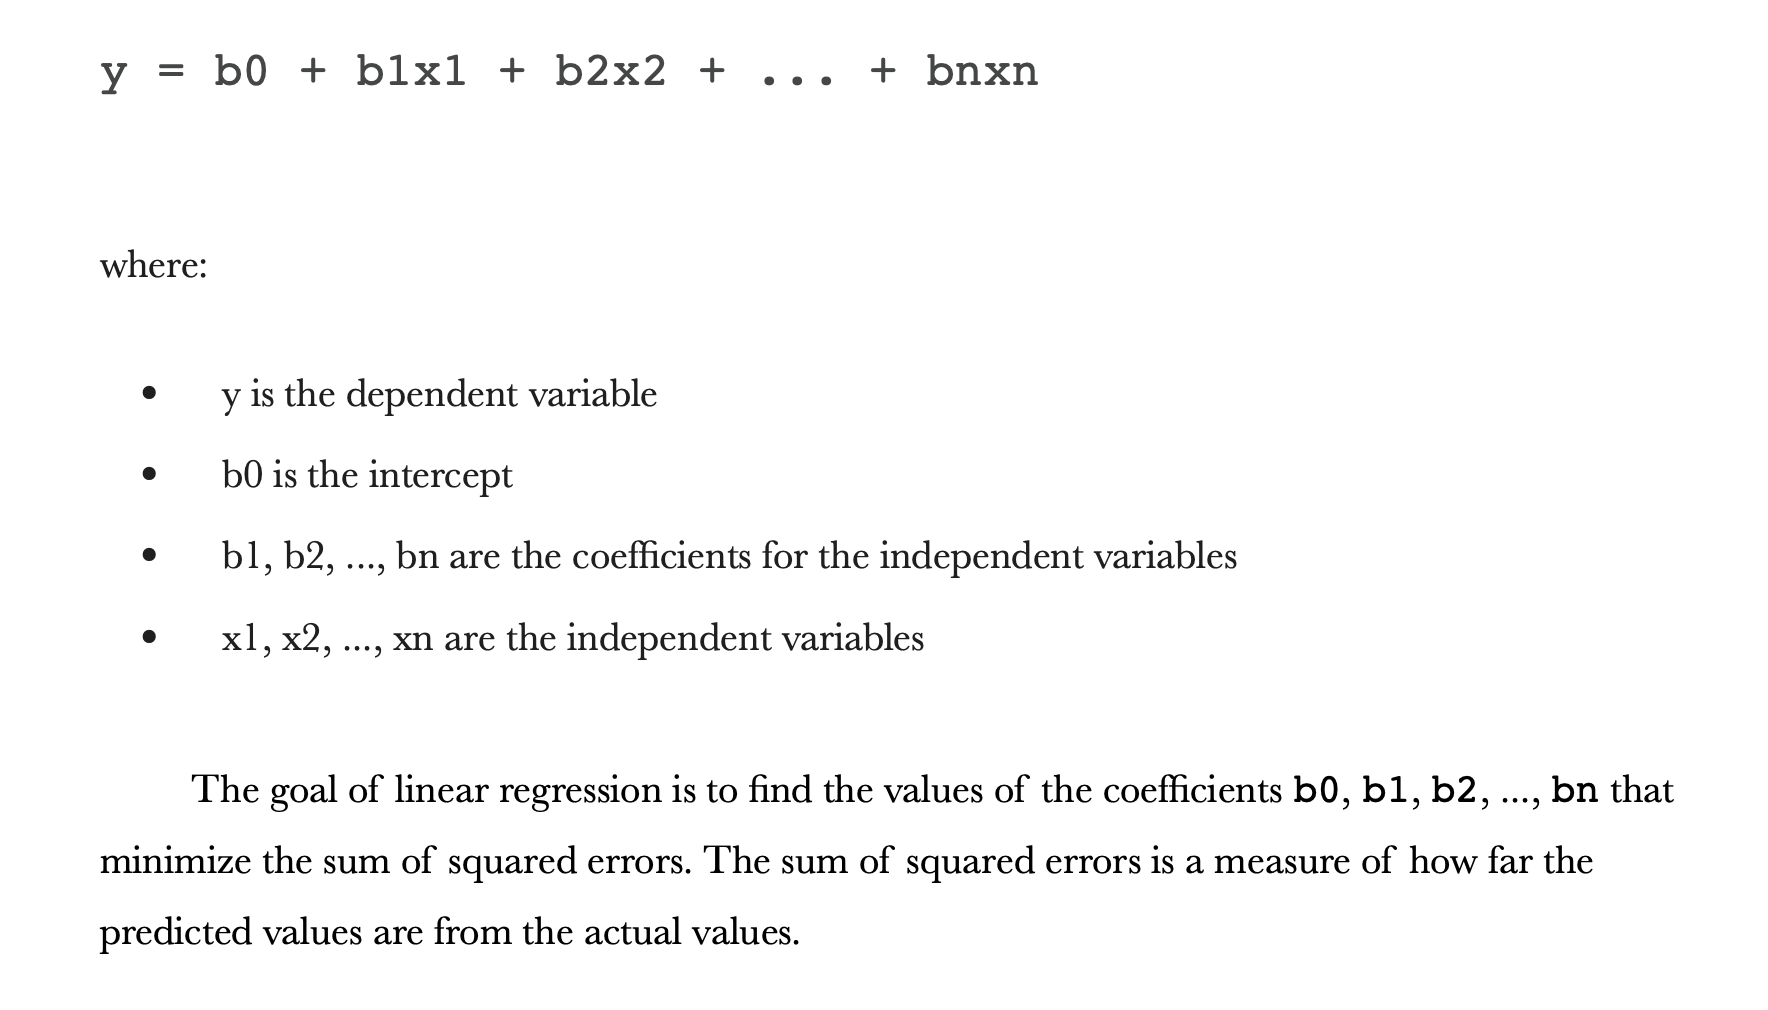 y = b0 + b1x1 + b2x2 + ... + bnxn
where:
• y is the dependent variable
• b0 is the intercept
• b1, b2, ..., bn are the coefficients for the independent variables
• x1, x2, ..., xn are the independent variables
The goal of linear regression is to find the values of the coefficients b0, b1, b2, ..., bn that
minimize the sum of squared errors. The sum of squared errors is a measure of how far the
predicted values are from the actual values.